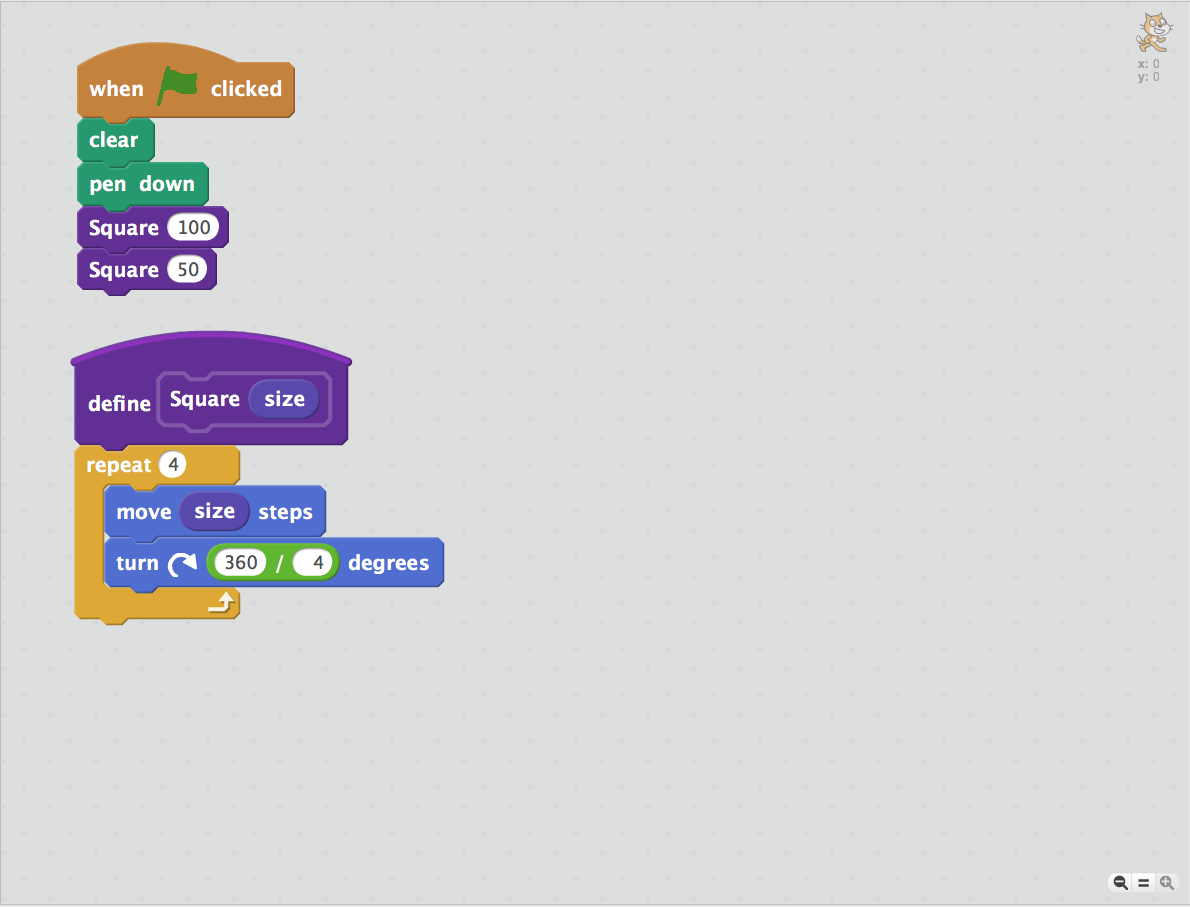 when clicked
x: 0
y: 0
clear
pen down
Square 100
Square 50
define Square size
repeat 4
move size steps
turn 360 / 4 degrees